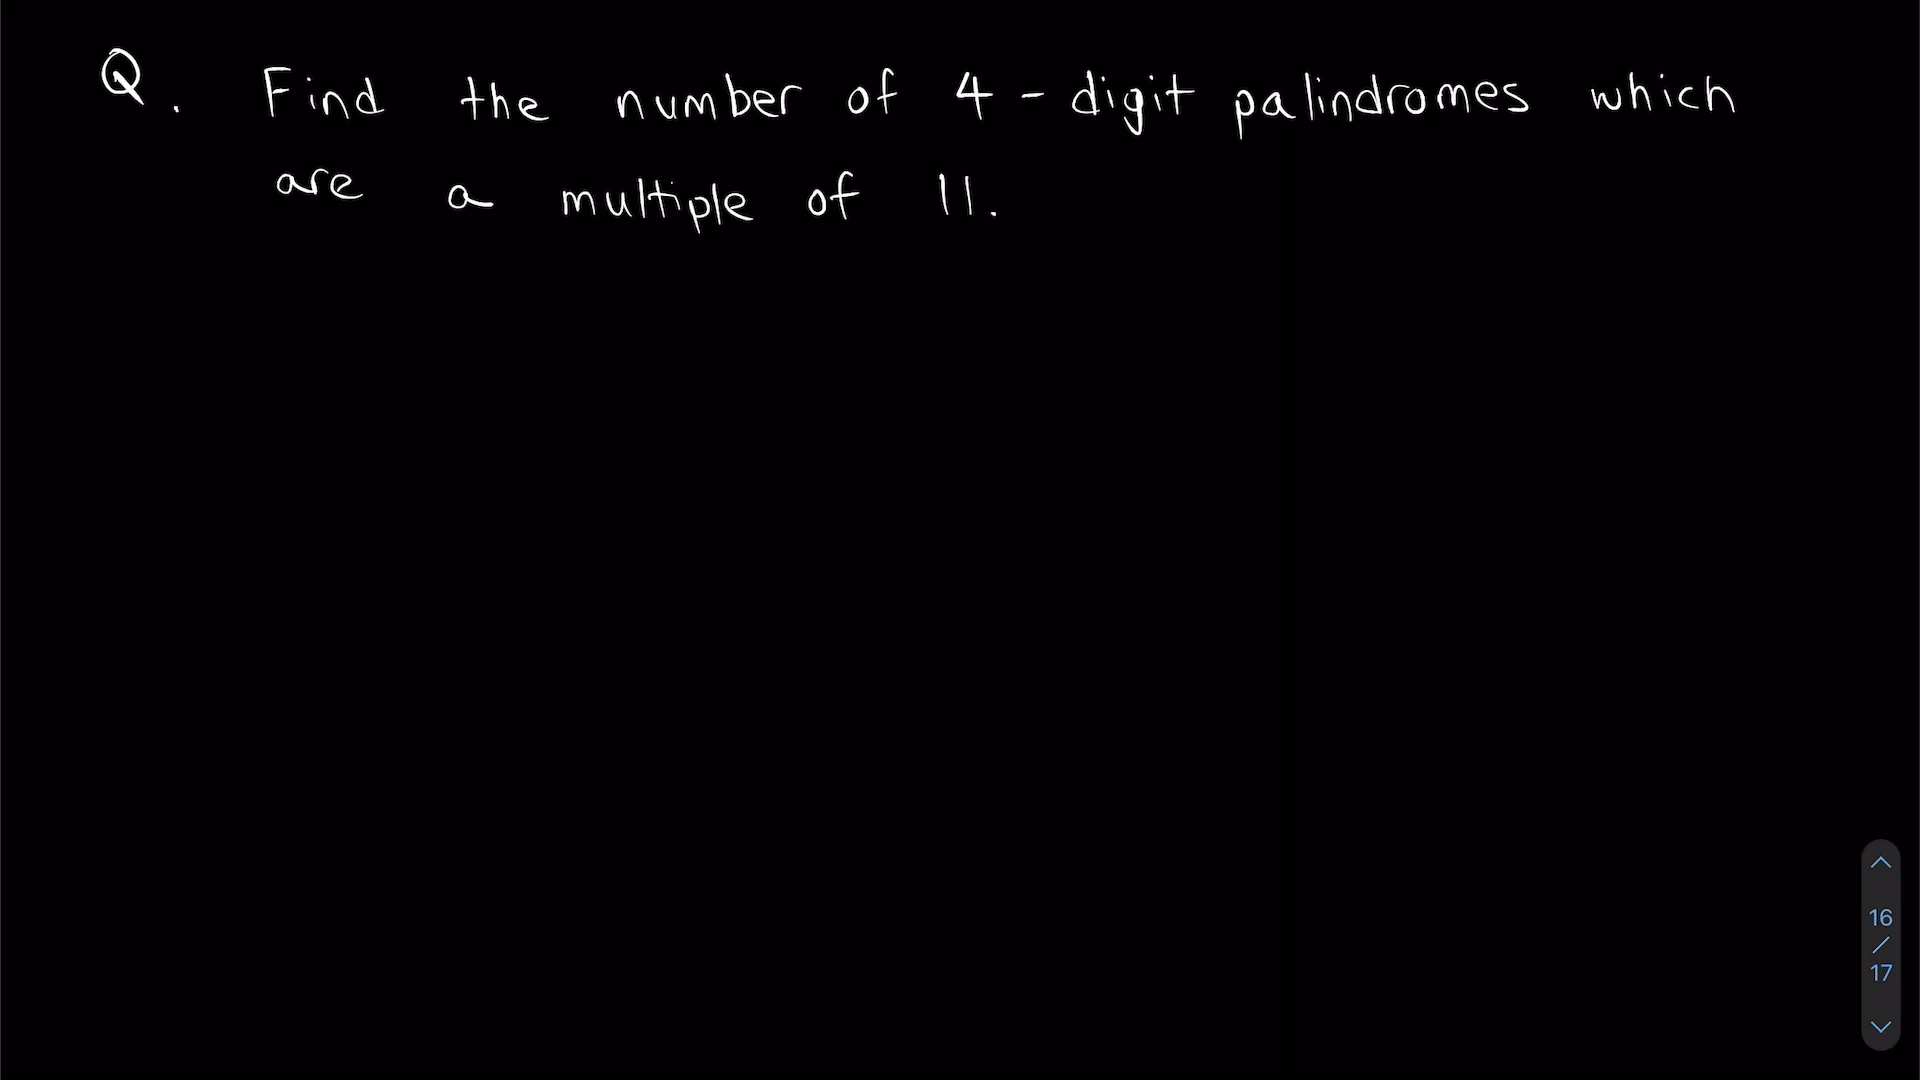 Q. Find the number of 4-digit palindromes which
are a multiple of 11.
16
/
17